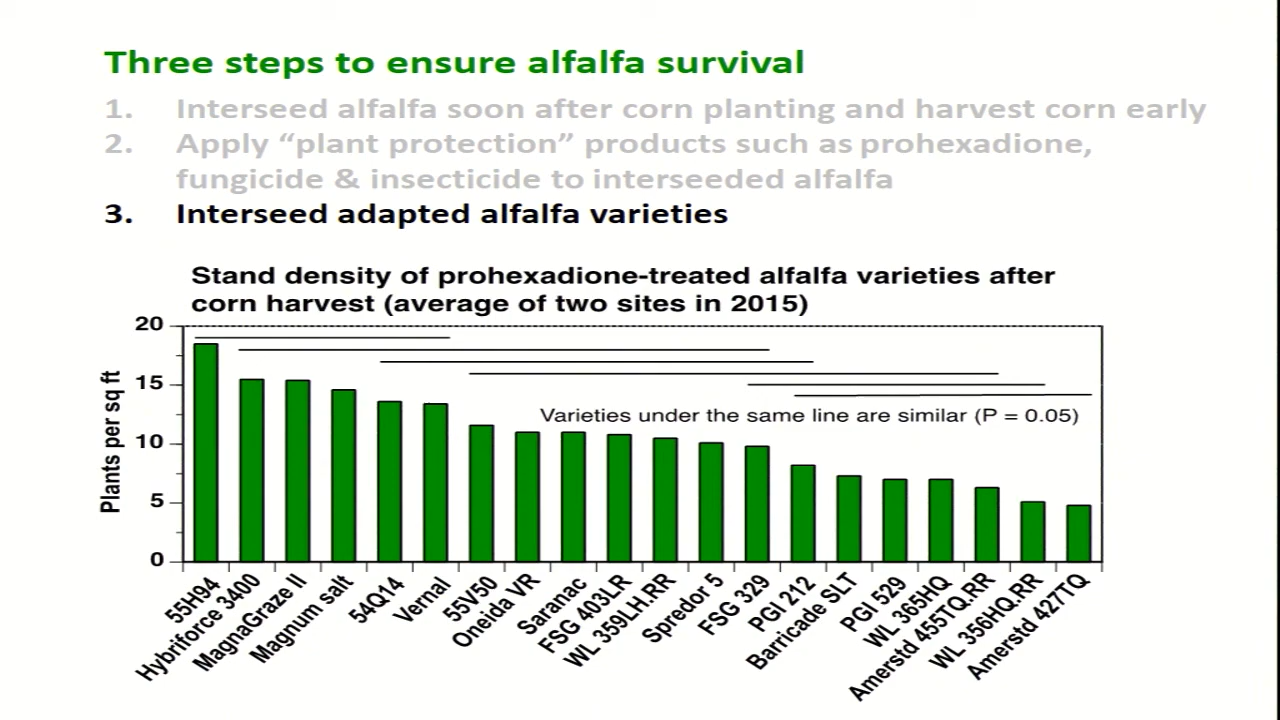 Three steps to ensure alfalfa survival
1. Interseed alfalfa soon after corn planting and harvest corn early
2. Apply “plant protection” products such as prohexadione,
fungicide & insecticide to interseeded alfalfa
3. Interseed adapted alfalfa varieties
Stand density of prohexadione-treated alfalfa varieties after
corn harvest (average of two sites in 2015)
Plants per sq ft
20
15
10
5
0
Varieties under the same line are similar (P = 0.05)
55H94
Hybriforce 3400
MagnaGraze II
Magnum salt
54Q14
Vernal
55V50
Oneida VR
Saranac
FSG 403LR
WL 359LH.RR
Spredor 5
FSG 329
PGI 212
Barricade SLT
PGI 529
WL 365HQ
Amerstd 455TQ.RR
WL 356HQ.RR
Amerstd 427TQ